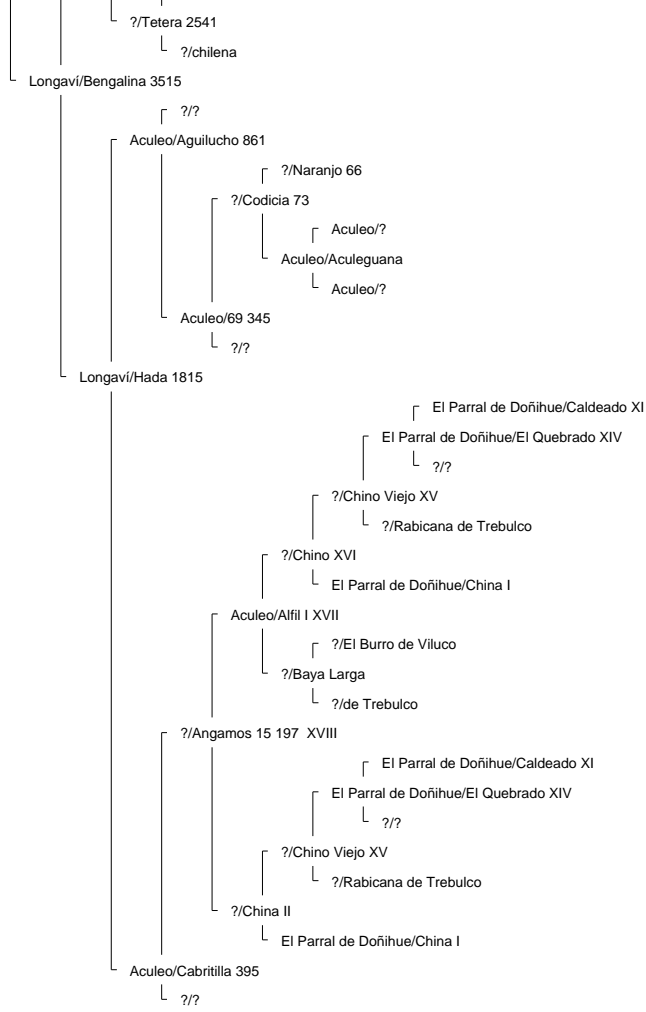 ?/Tetera 2541
?/chilena
Longaví/Bengalina 3515
?/?
Aculeo/Aguilucho 861
?/Naranjo 66
?/Codicia 73
Aculeo/?
Aculeo/Aculeguana
Aculeo/?
Aculeo/69 345
?/?
Longaví/Hada 1815
El Parral de Doñihue/Caldeado XI
El Parral de Doñihue/El Quebrado XIV
?/?
?/Chino Viejo XV
?/Rabicana de Trebulco
?/Chino XVI
El Parral de Doñihue/China I
Aculeo/Alfil I XVII
?/El Burro de Viluco
?/Baya Larga
?/de Trebulco
?/Angamos 15 197 XVIII
El Parral de Doñihue/Caldeado XI
El Parral de Doñihue/El Quebrado XIV
?/?
?/Chino Viejo XV
?/Rabicana de Trebulco
?/China II
El Parral de Doñihue/China I
Aculeo/Cabritilla 395
?/?